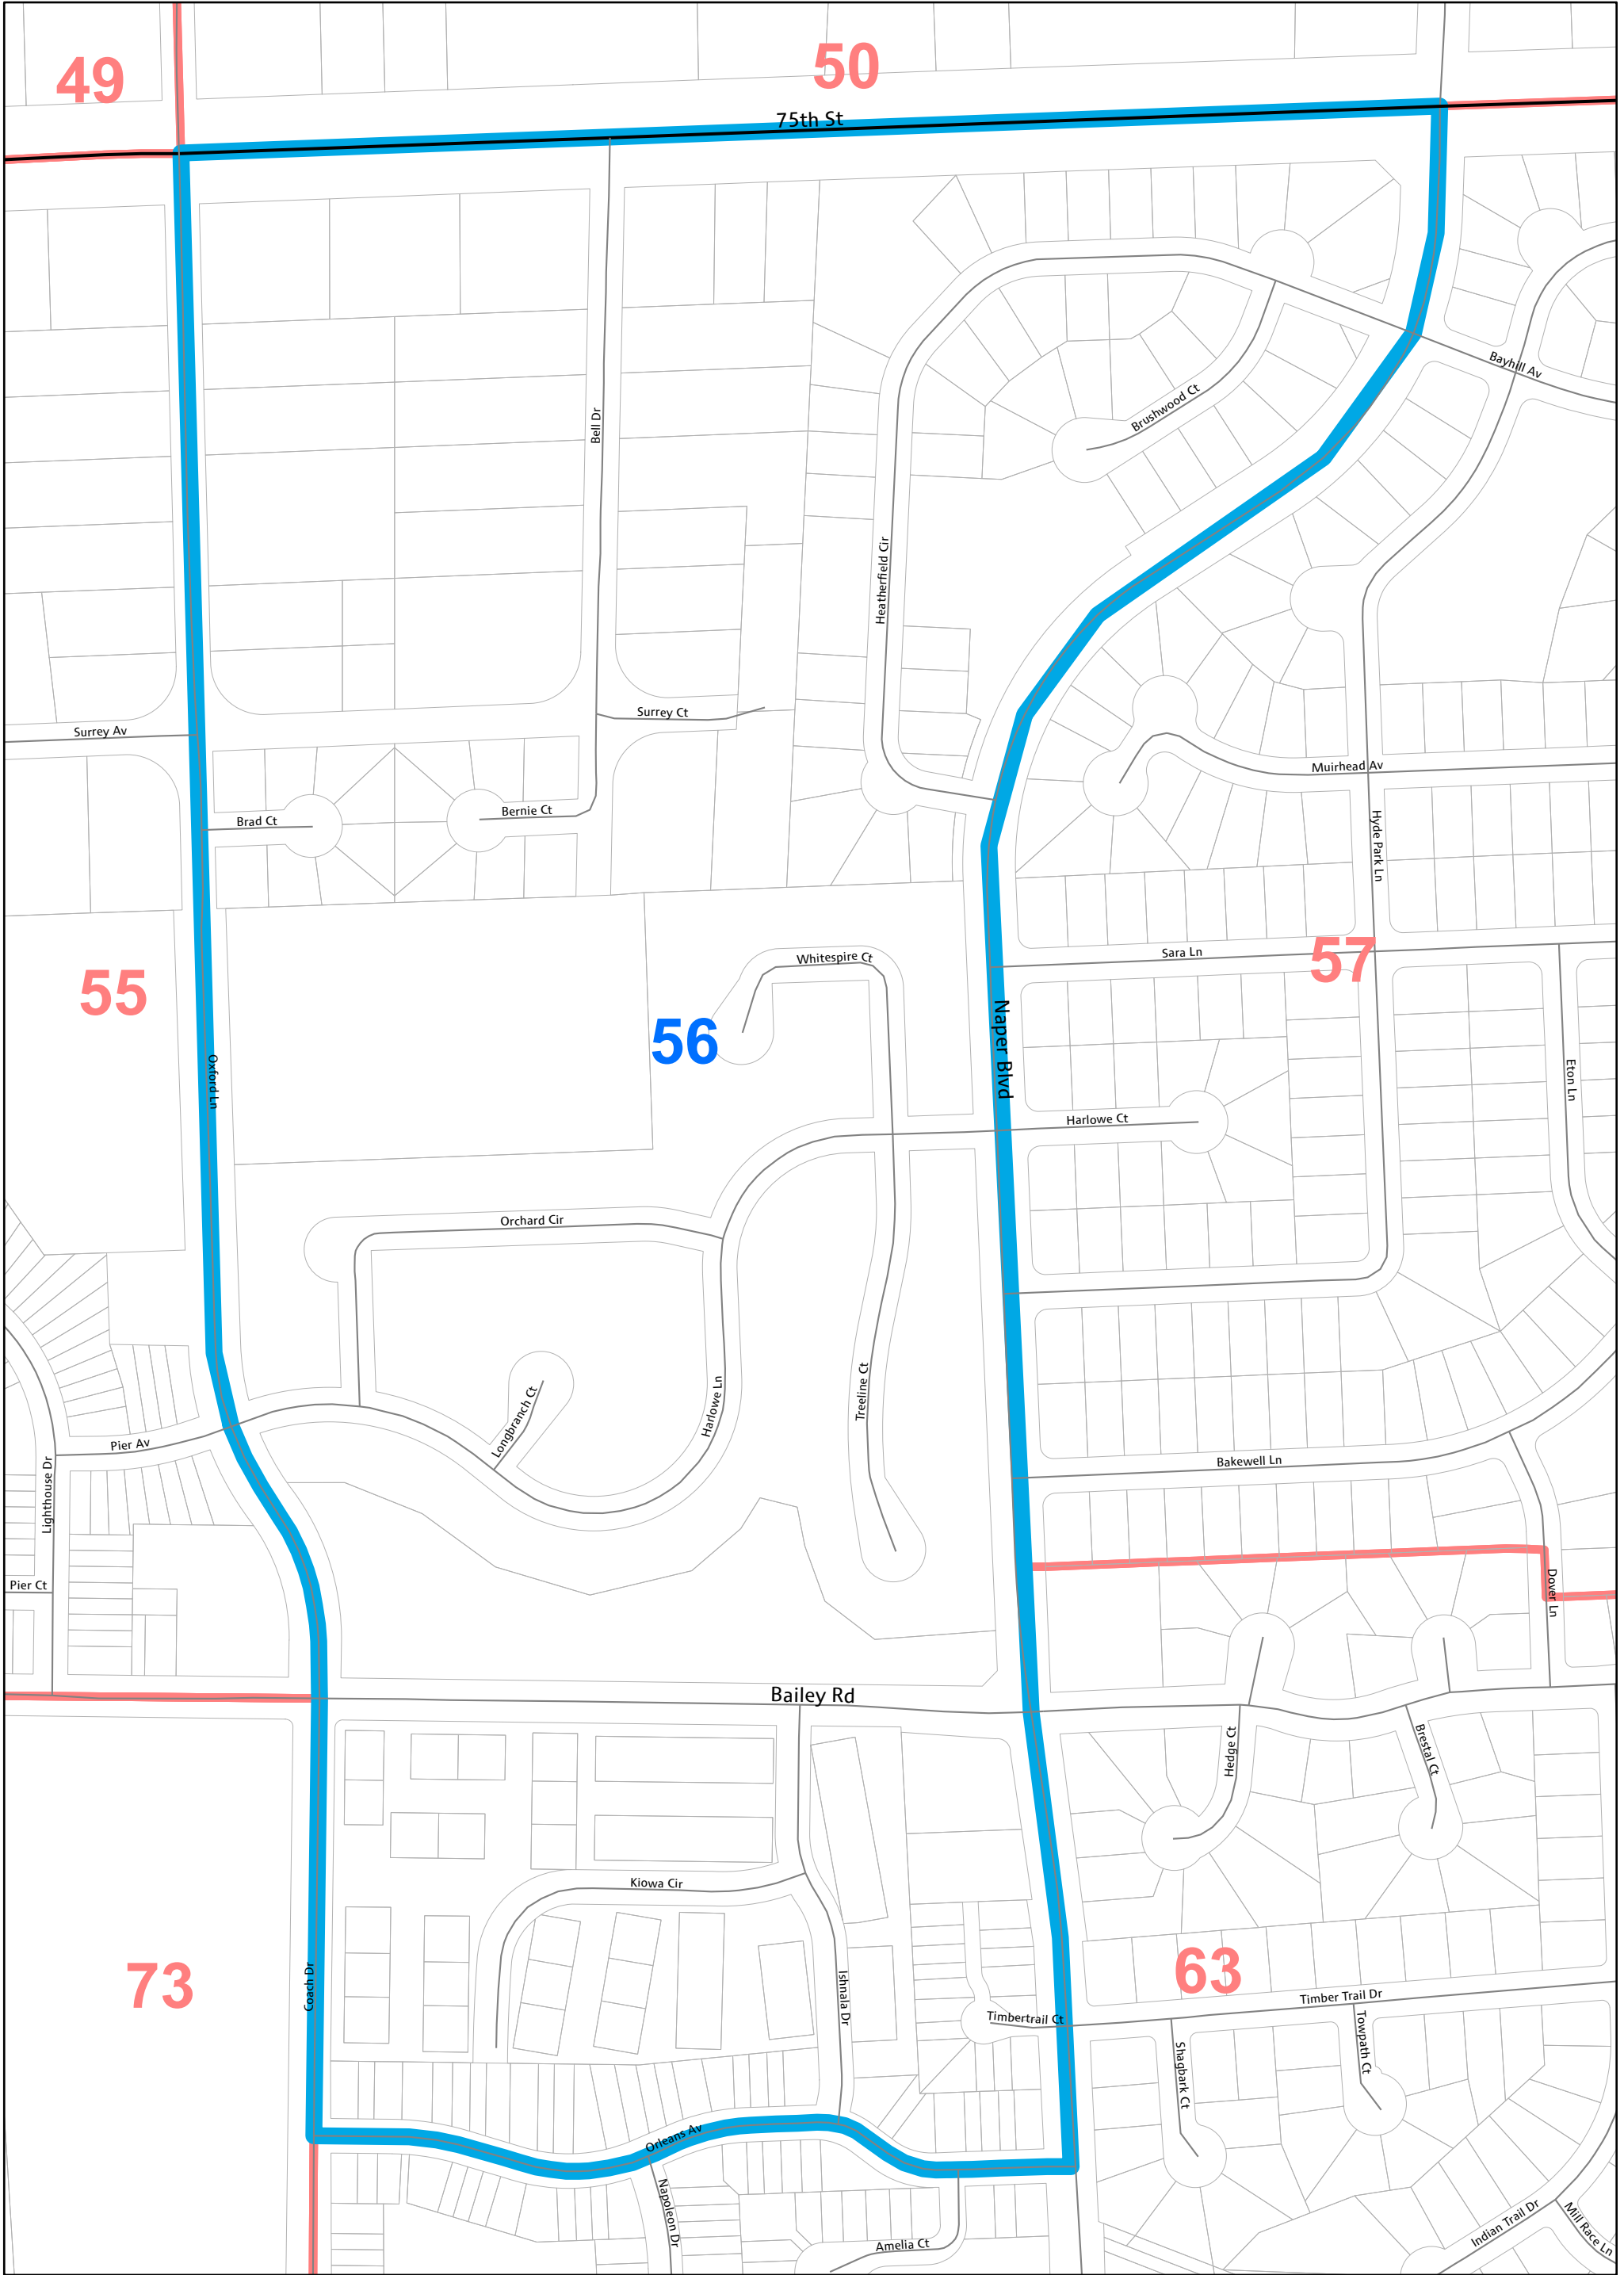 49
50
75th St
Bayhill Av
Brushwood Ct
Bell Dr
Heatherfield Cir
Surrey Ct
Surrey Av
Muirhead Av
Bernie Ct
Brad Ct
Hyde Park Ln
57
Sara Ln
Whitespire Ct
55
56
Naper Blvd
Oxford Ln
Eton Ln
Harlowe Ct
Orchard Cir
Treeline Ct
Harlowe Ln
Longbranch Ct
Pier Av
Bakewell Ln
Lighthouse Dr
Pier Ct
Dover Ln
Bailey Rd
Hedge Ct
Brestal Ct
Kiowa Cir
63
73
Coach Dr
Ishnala Dr
Timber Trail Dr
Timbertrail Ct
Towpath Ct
Shagbark Ct
Orleans Av
Napoleon Dr
Indian Trail Dr
Mill Race Ln
Amelia Ct